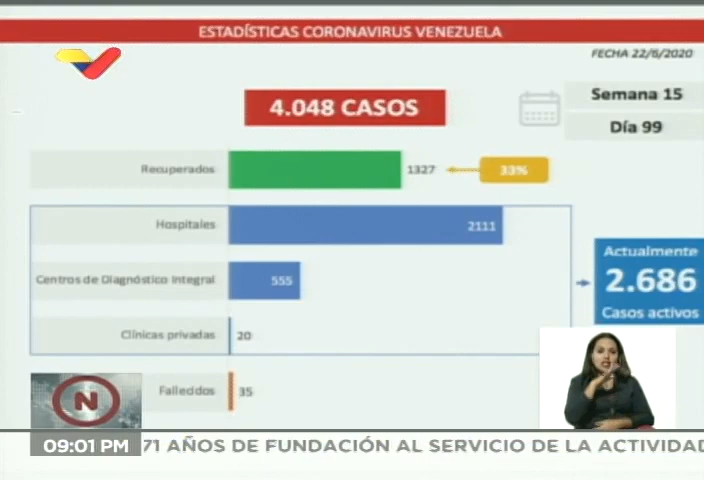 ESTADÍSTICAS CORONAVIRUS VENEZUELA
FECHA 22/6/2020
4.048 CASOS
Semana 15
Día 99
Recuperados 1327 33%
Hospitales 2111
Centros de Diagnóstico Integral 555
Clínicas privadas 20
Actualmente
2.686
Casos activos
Fallecidos 35
N
09:01 PM 71 AÑOS DE FUNDACIÓN AL SERVICIO DE LA ACTIVIDAD